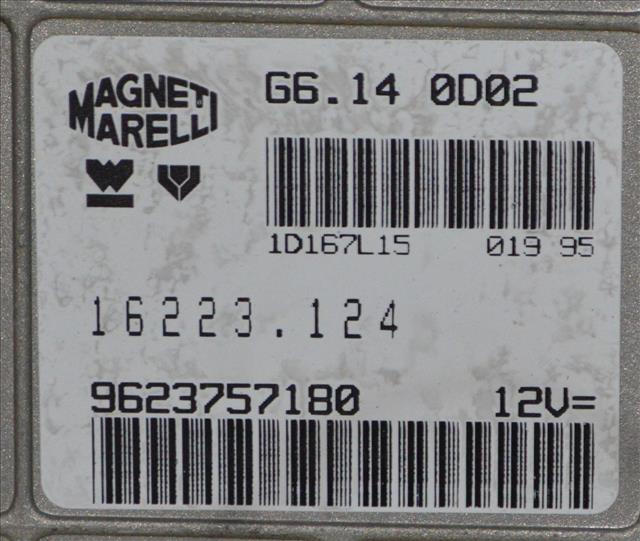 MAGNETI
MARELLI
G6.14 0D02
1D167L15 019 95
16223.124
9623757180 12V=